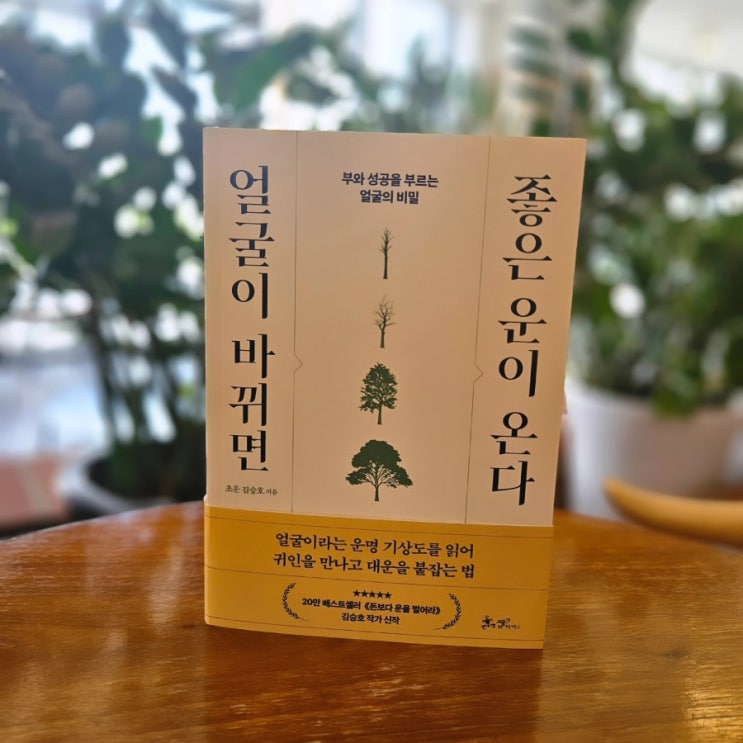 부와 성공을 부르는
얼굴의 비밀
얼굴이 바뀌면
좋은 운이 온다
초운 김승호 지음
얼굴이라는 운명 기상도를 읽어
귀인을 만나고 대운을 붙잡는 법
★★★★★
20만 베스트셀러 《돈보다 운을 벌어라》
김승호 작가 신작